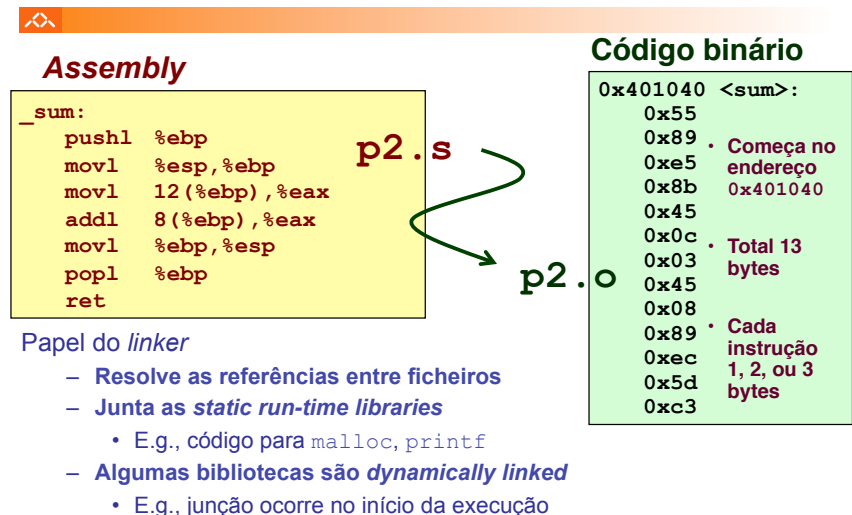 Assembly
_sum:
pushl %ebp
movl %esp,%ebp
movl 12(%ebp),%eax
addl 8(%ebp),%eax
movl %ebp,%esp
popl %ebp
ret
p2.s
p2.o
Código binário
0x401040 <sum>:
0x55
0x89
0xe5
0x8b
0x45
0x0c
0x03
0x45
0x08
0x89
0xec
0x5d
0xc3
• Começa no
endereço
0x401040
• Total 13
bytes
• Cada
instrução
1, 2, ou 3
bytes
Papel do linker
– Resolve as referências entre ficheiros
– Junta as static run-time libraries
• E.g., código para malloc, printf
– Algumas bibliotecas são dynamically linked
• E.g., junção ocorre no início da execução